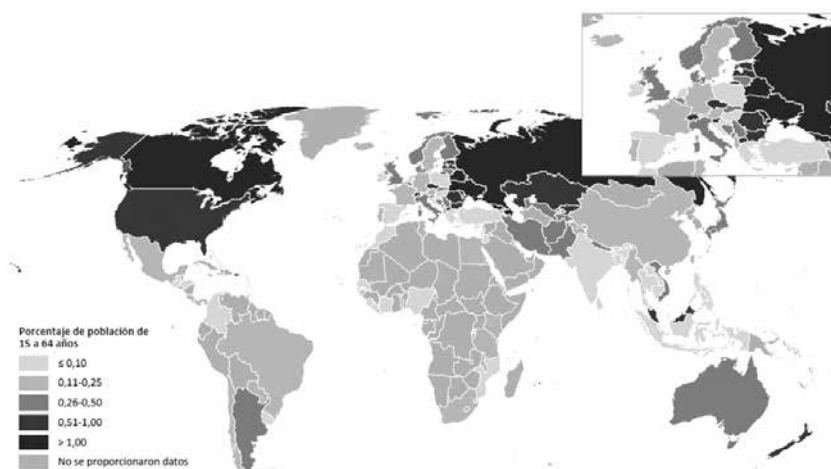 Porcentaje de población de
15 a 64 años
≤ 0,10
0,11-0,25
0,26-0,50
0,51-1,00
> 1,00
No se proporcionaron datos